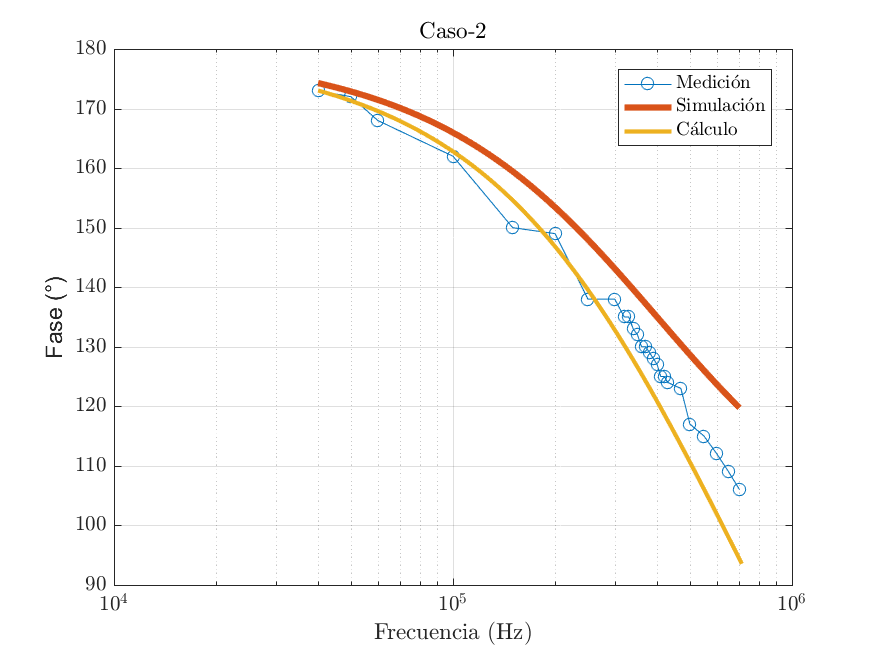 Caso-2
180
170
160
150
140
130
120
110
100
90
Fase (°)
10⁴
10⁵
10⁶
Frecuencia (Hz)
Medición
Simulación
Cálculo